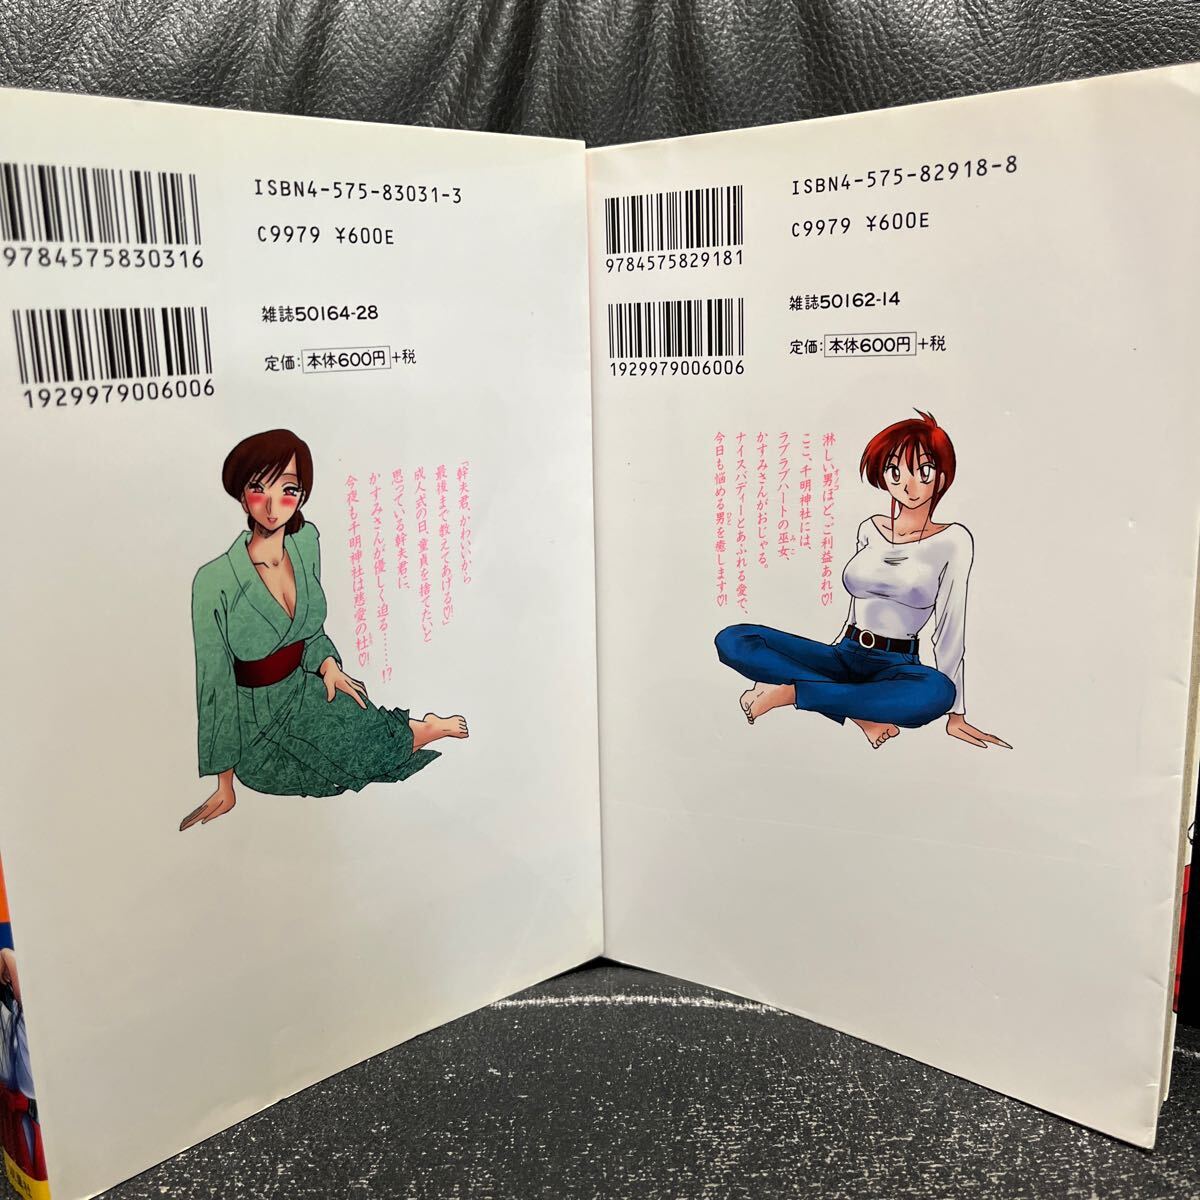 ISBN4-575-83031-3
C9979 ¥600E
9784575830316
雑誌50164-28
定価:本体600円+税
1929979006006
「幹夫君、かわいいから
最後まで教えてあげる♡!」
成人式の日、童貞を捨てたいと
思っている幹夫君に、
かすみさんが優しく迫る……!?
今夜も千明神社は慈愛の杜♡!
ISBN4-575-82918-8
C9979 ¥600E
9784575829181
雑誌50162-14
定価:本体600円+税
1929979006006
淋しい男ほど、ご利益あれ♡!
ここ、千明神社には、
ラブラブハートの巫女、
かすみさんがおじゃる。
ナイスバディーとあふれる愛で、
今日も悩める男を癒します♡!